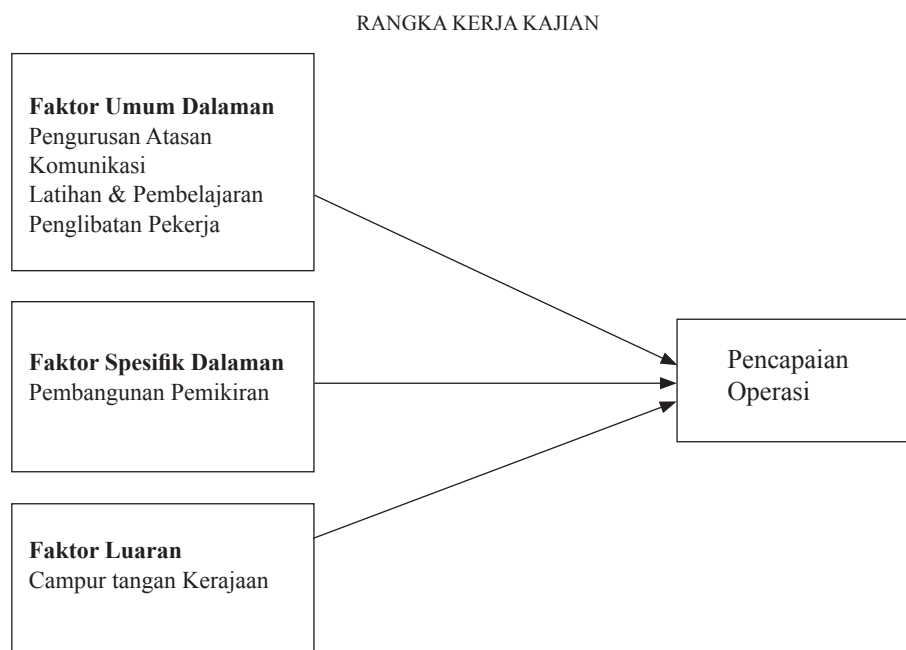 RANGKA KERJA KAJIAN
Faktor Umum Dalaman
Pengurusan Atasan
Komunikasi
Latihan & Pembelajaran
Penglibatan Pekerja
Faktor Spesifik Dalaman
Pembangunan Pemikiran
Pencapaian
Operasi
Faktor Luaran
Campur tangan Kerajaan